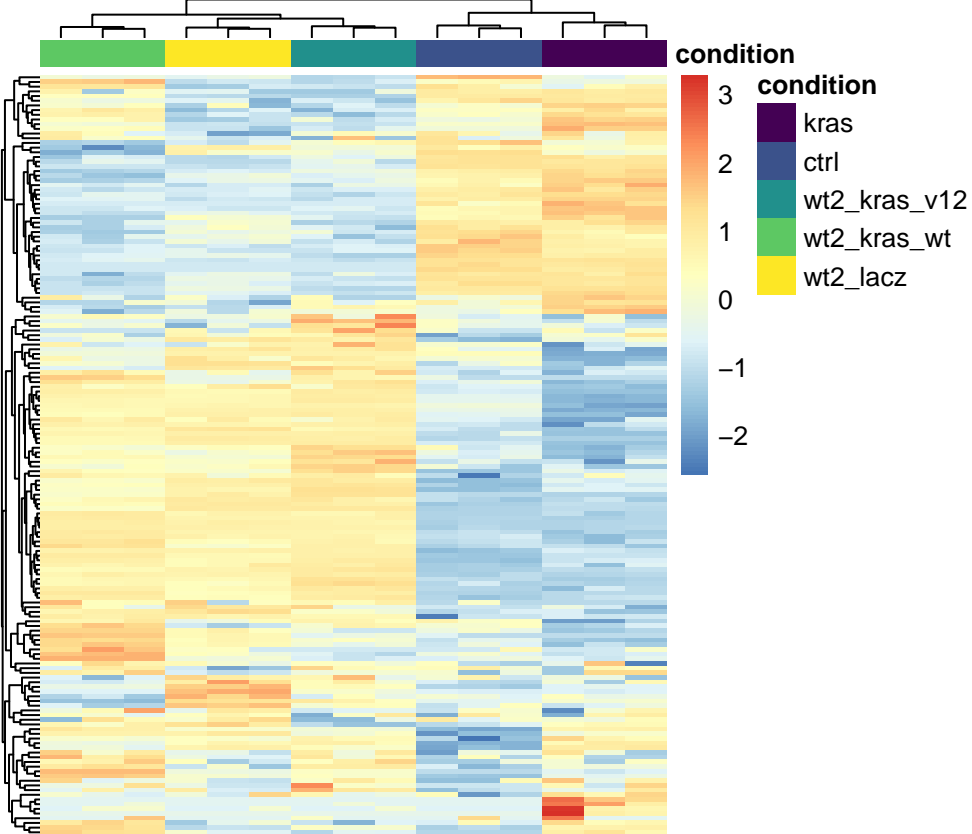 condition
condition
kras
ctrl
wt2_kras_v12
wt2_kras_wt
wt2_lacz
3
2
1
0
−1
−2